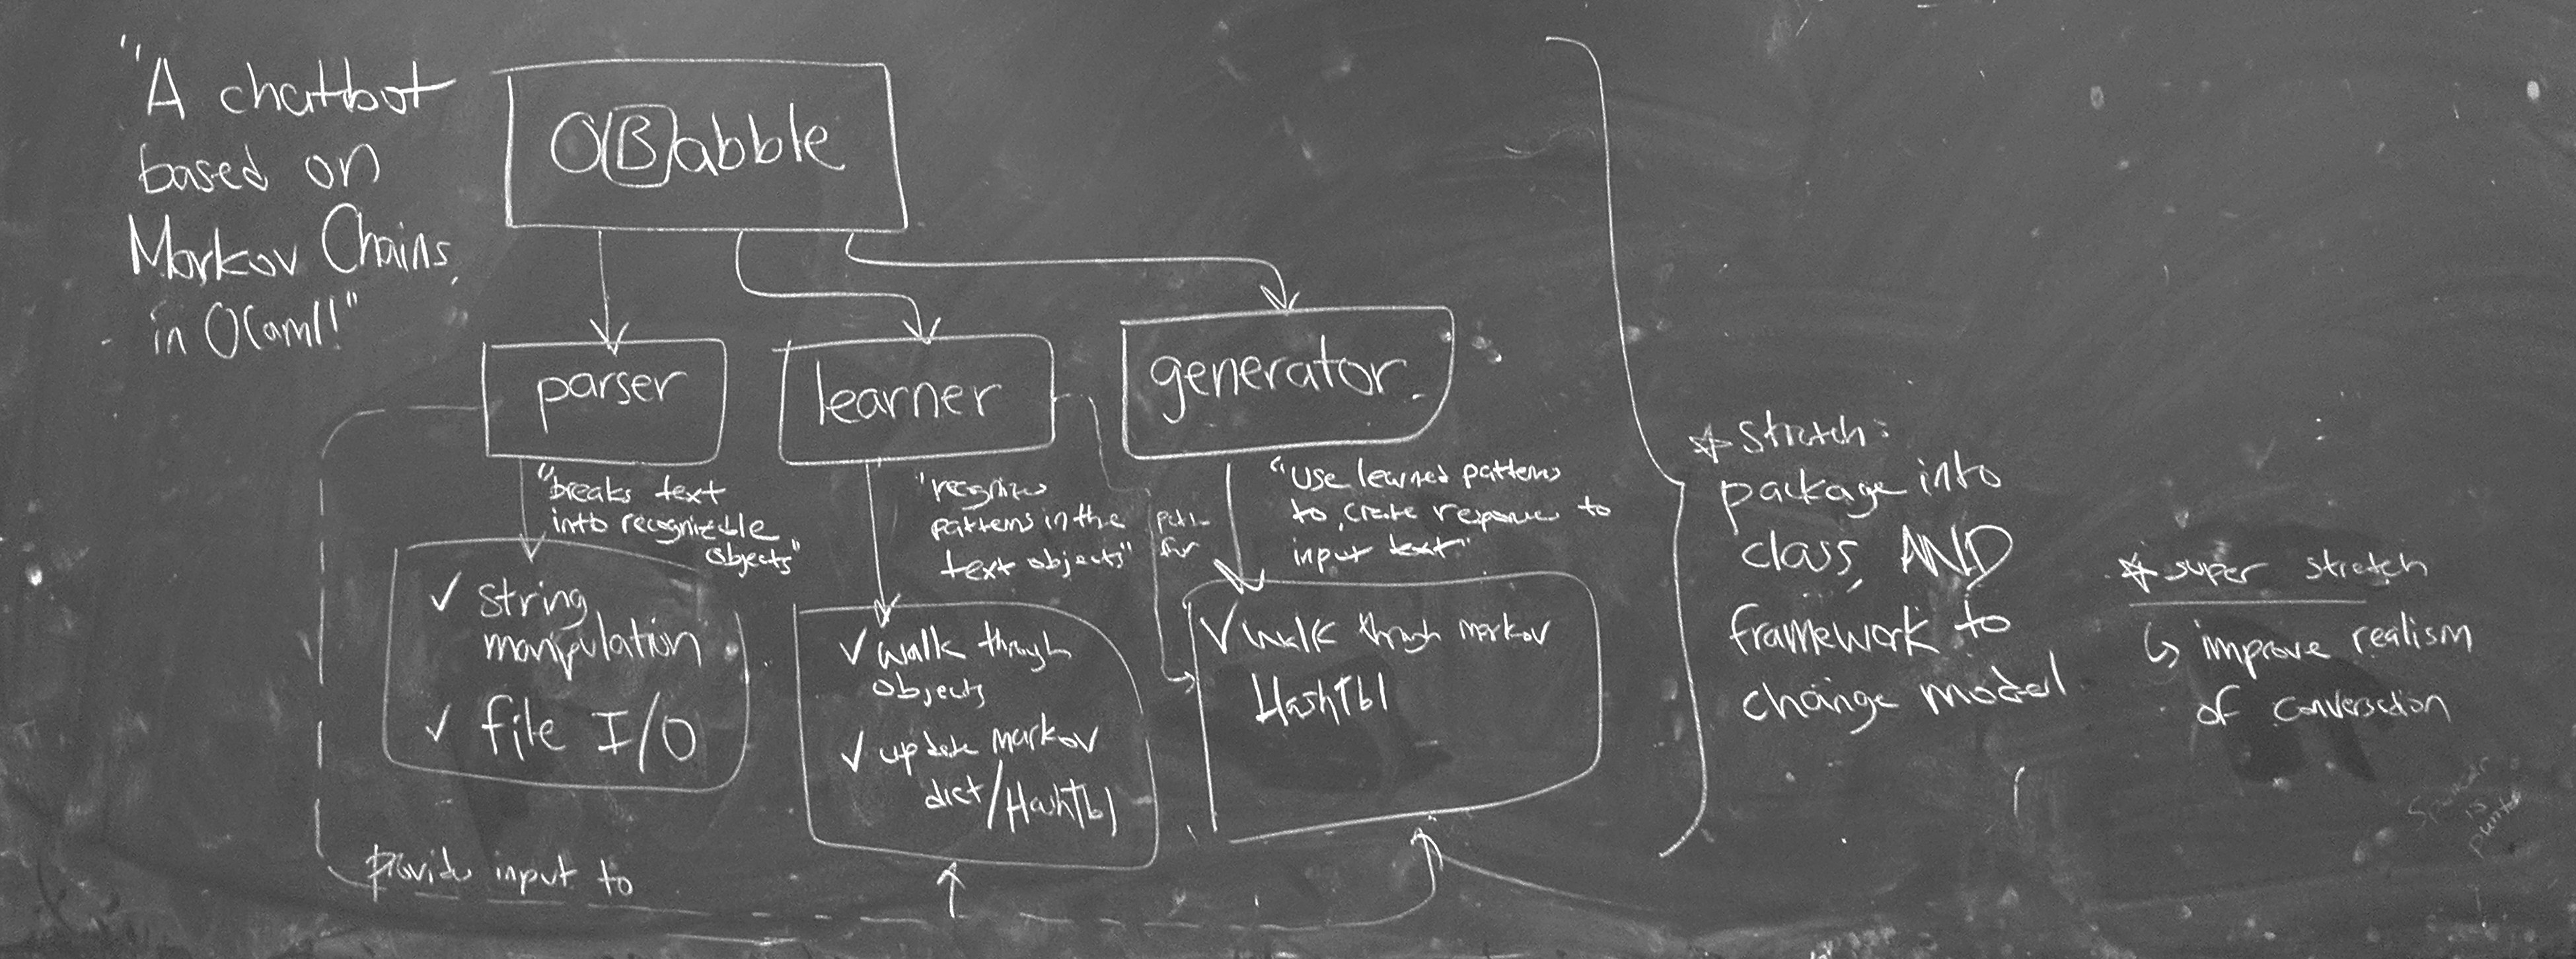 "A chatbot
based on
Markov Chains,
in OCaml!"
O(B)abble
parser
learner
generator
"breaks text
into recognizable
objects"
"recognizes
patterns in the
text objects"
path
for
"use learned patterns
to create response to
input text"
✓ string
manipulation
✓ file I/O
✓ walk through
objects
✓ update markov
dict/HashTbl
✓ walk through markov
HashTbl
provide input to
☆ stretch:
package into
class, AND
framework to
change model
☆ super stretch
↳ improve realism
of conversation